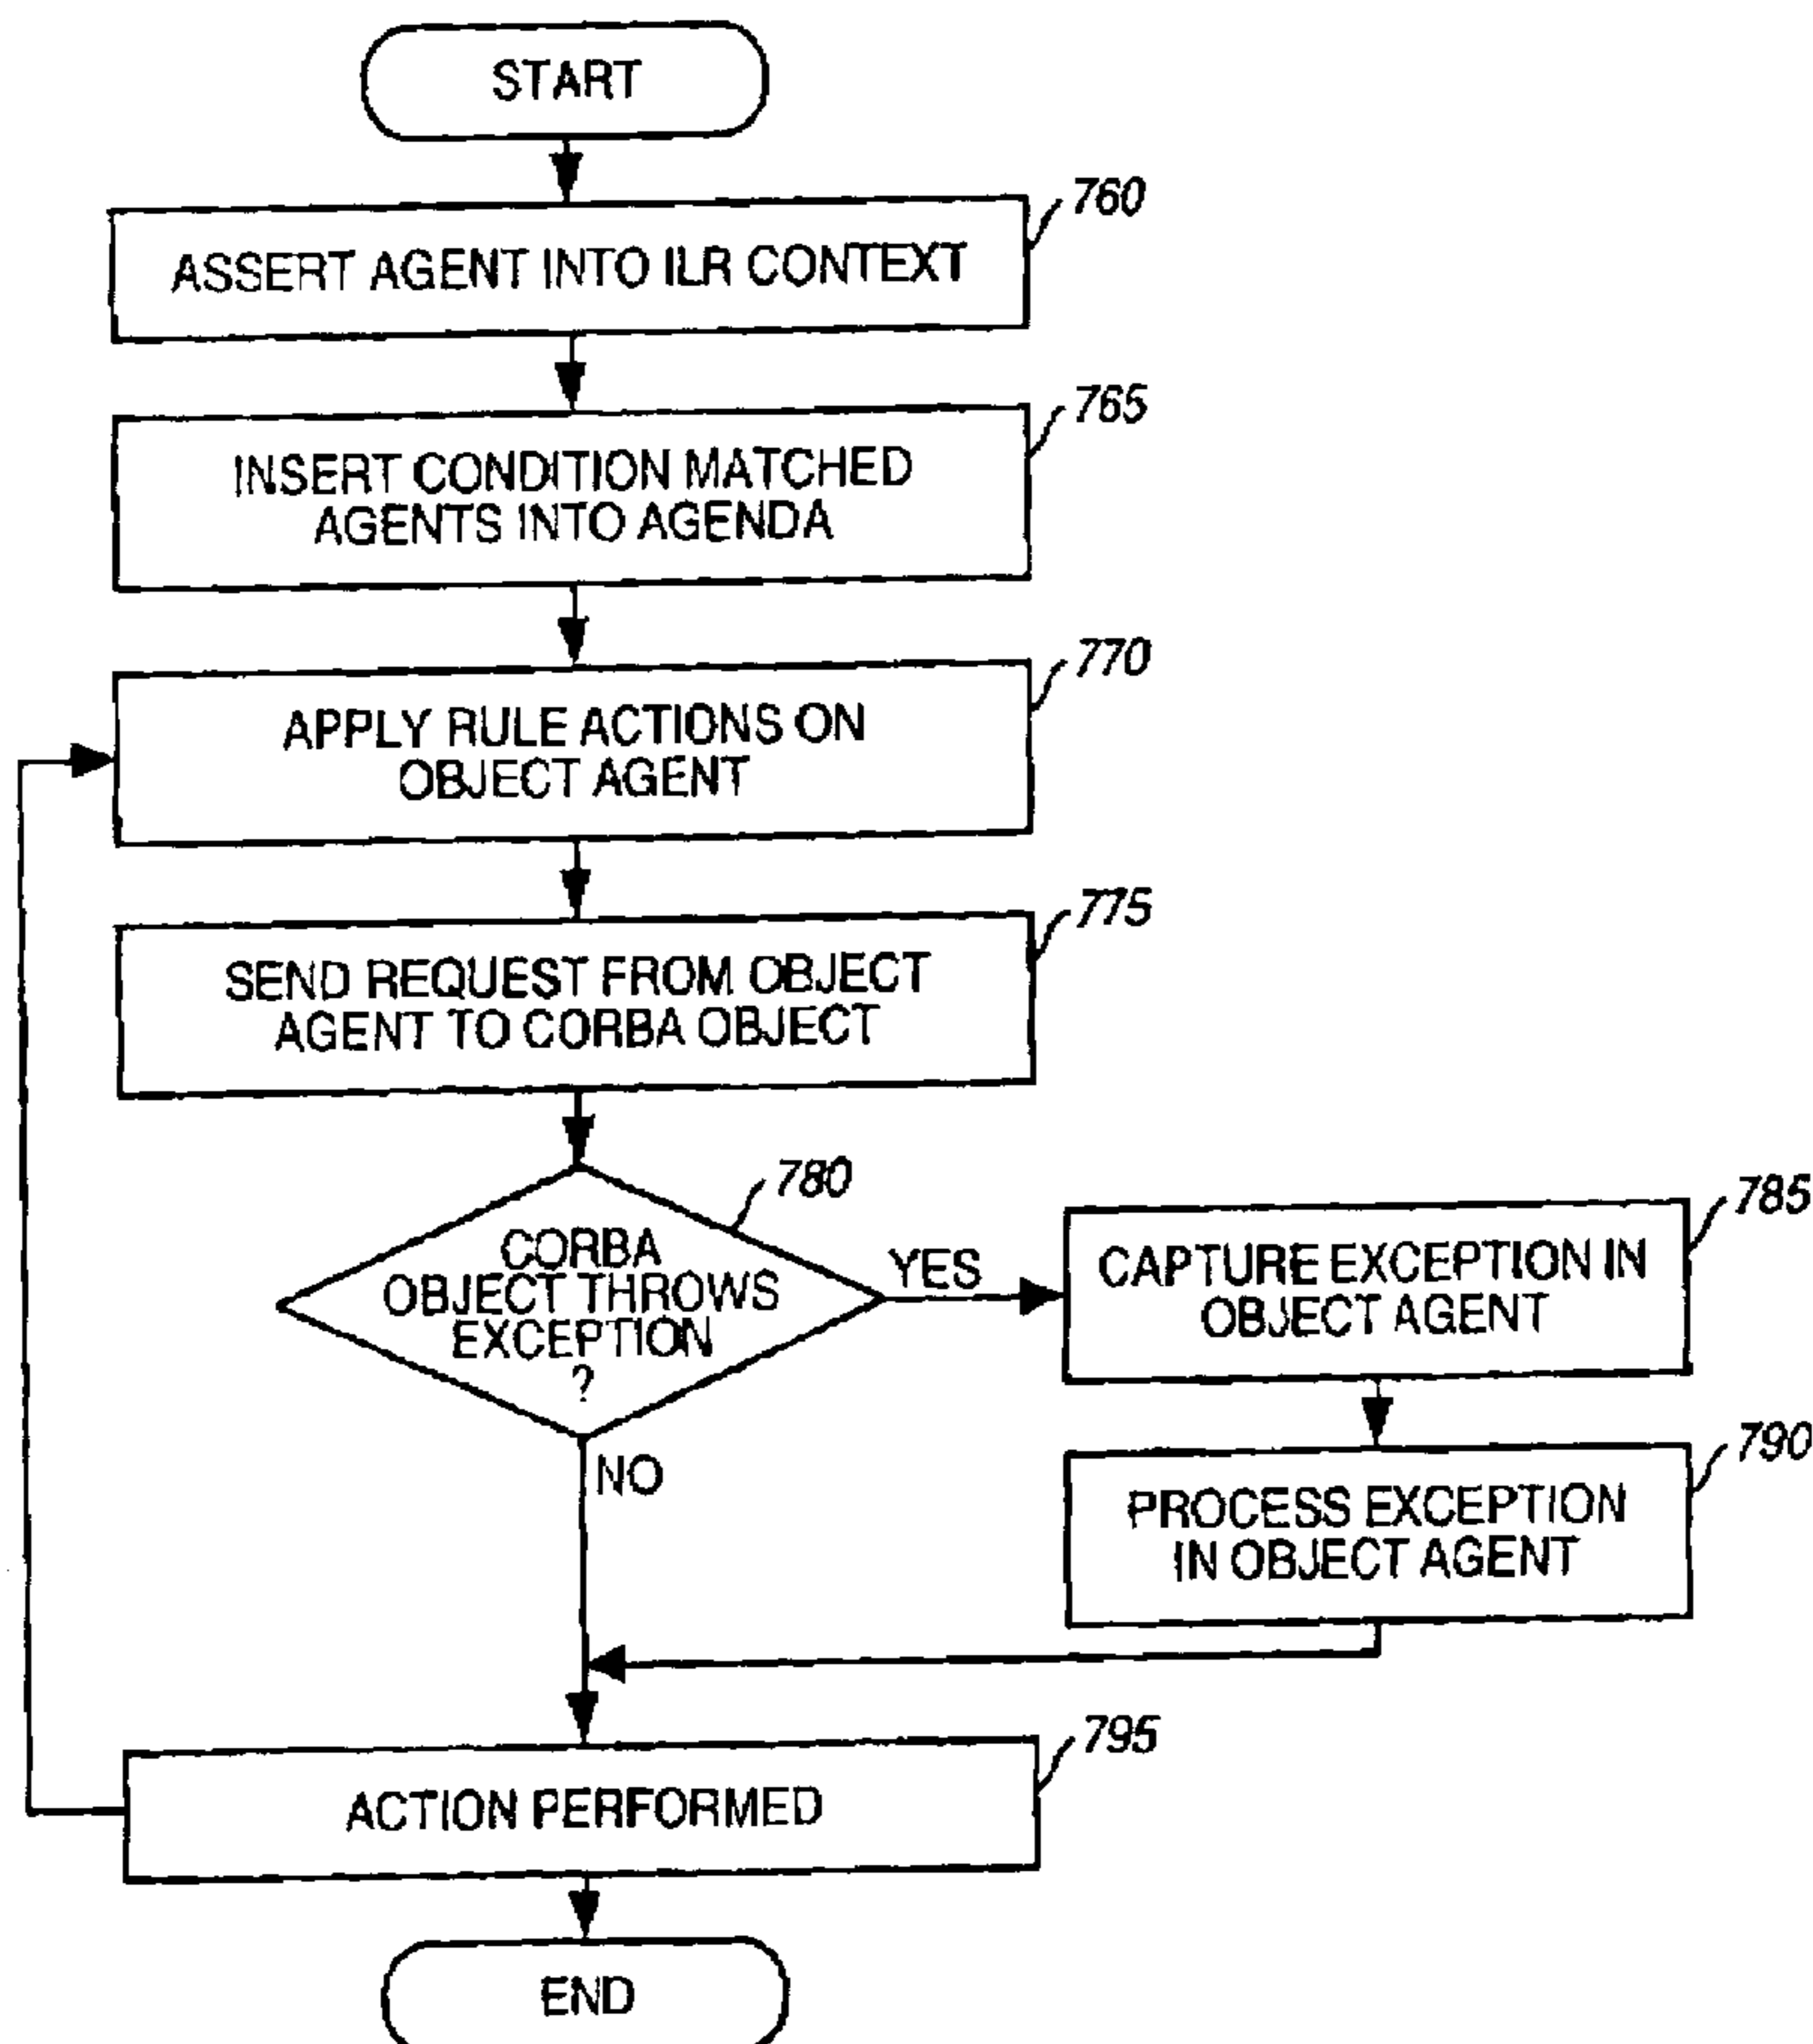 START
760
ASSERT AGENT INTO ILR CONTEXT
765
INSERT CONDITION MATCHED
AGENTS INTO AGENDA
770
APPLY RULE ACTIONS ON
OBJECT AGENT
775
SEND REQUEST FROM OBJECT
AGENT TO CORBA OBJECT
780
CORBA
OBJECT THROWS
EXCEPTION
?
YES
785
CAPTURE EXCEPTION IN
OBJECT AGENT
NO
790
PROCESS EXCEPTION
IN OBJECT AGENT
795
ACTION PERFORMED
END